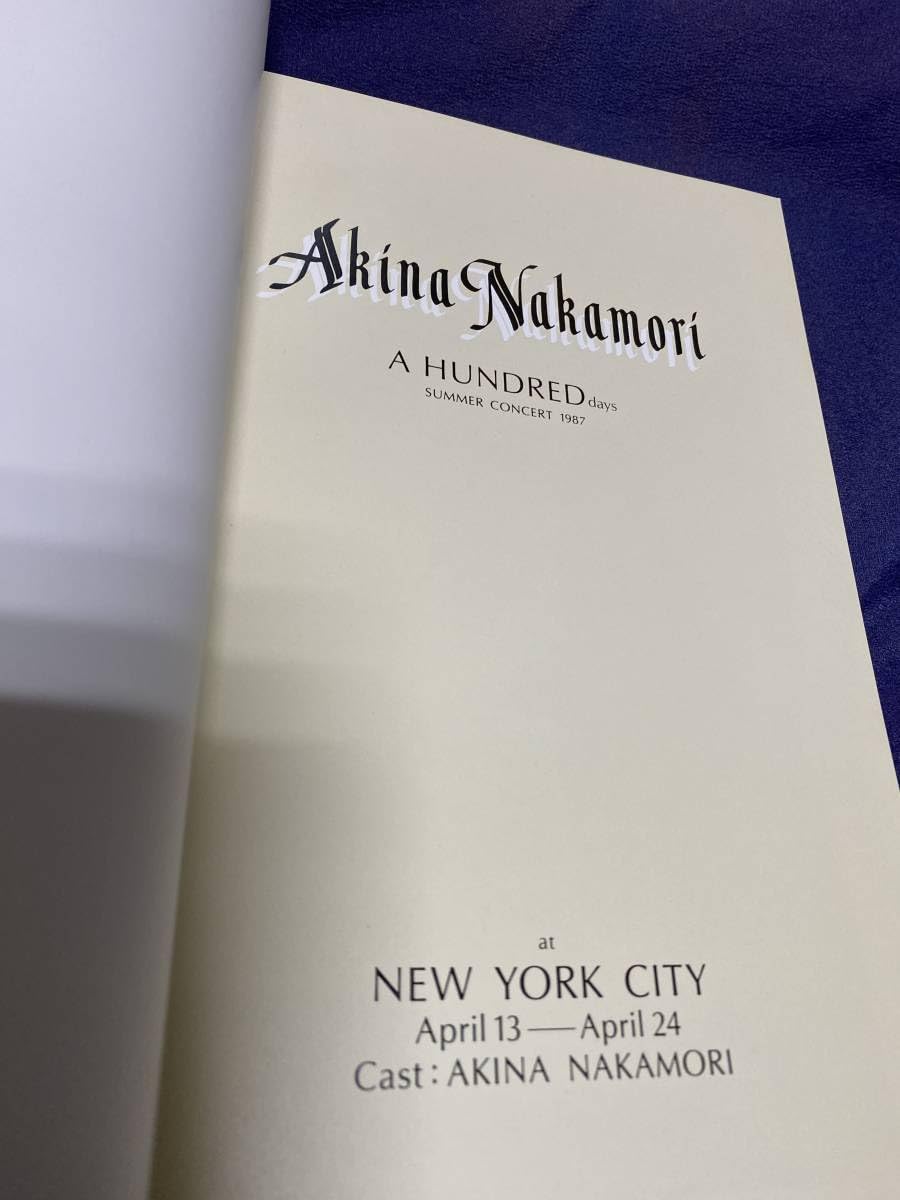 Akina Nakamori
A HUNDRED days
SUMMER CONCERT 1987
at
NEW YORK CITY
April 13 — April 24
Cast : AKINA NAKAMORI